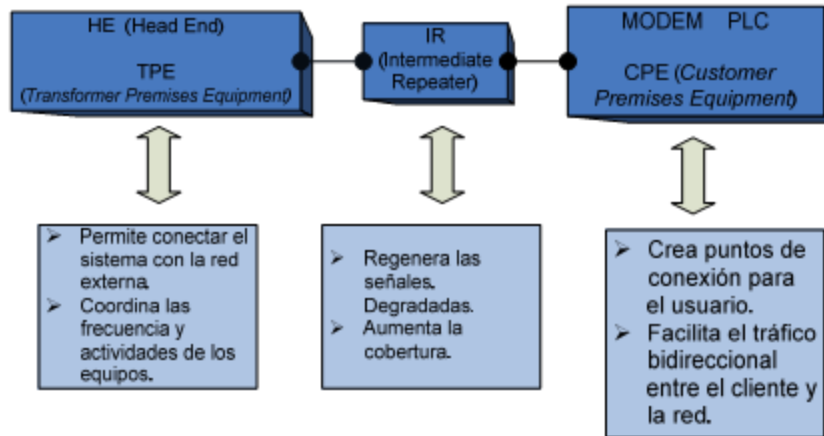 HE (Head End)
TPE
(Transformer Premises Equipment)
IR
(Intermediate
Repeater)
MODEM PLC
CPE (Customer
Premises Equipment)
➢ Permite conectar el
sistema con la red
externa.
➢ Coordina las
frecuencia y
actividades de los
equipos.
➢ Regenera las
señales.
Degradadas.
➢ Aumenta la
cobertura.
➢ Crea puntos de
conexión para
el usuario.
➢ Facilita el tráfico
bidireccional
entre el cliente y
la red.